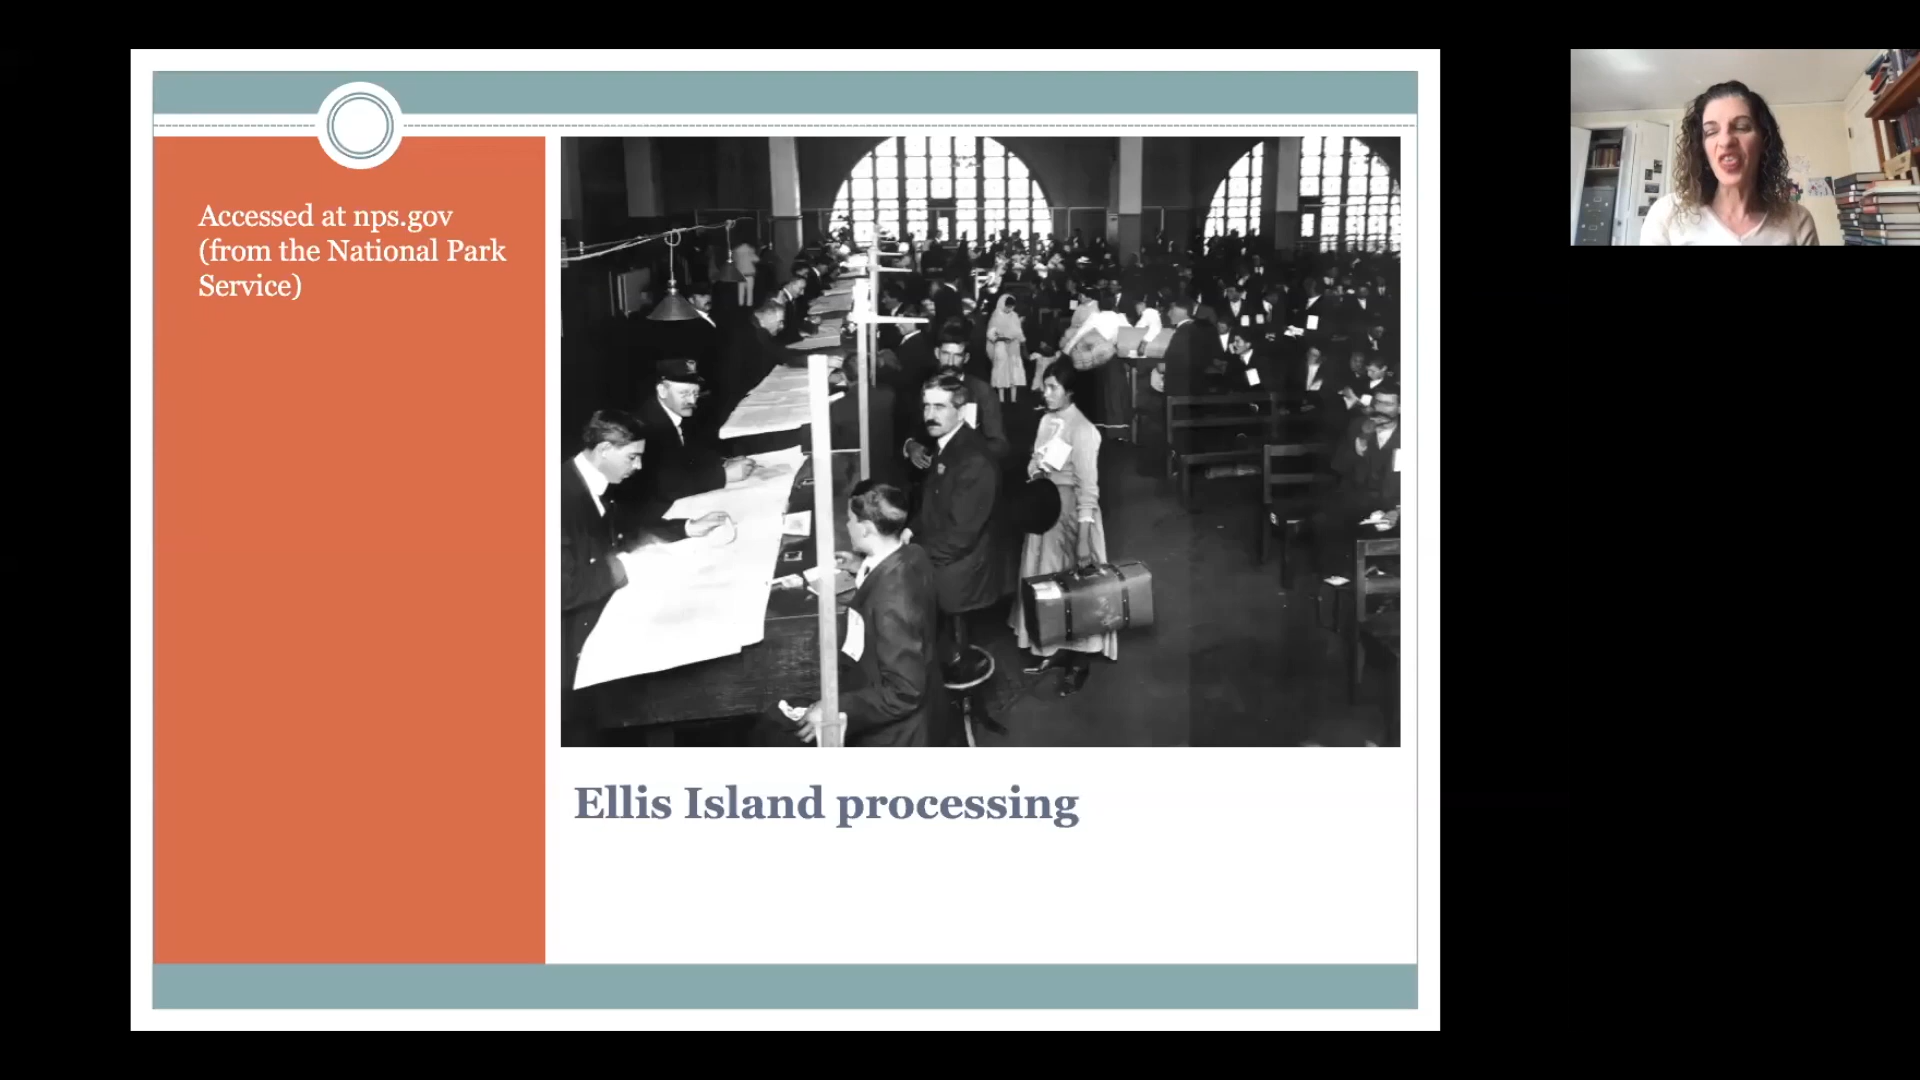 Accessed at nps.gov
(from the National Park
Service)
Ellis Island processing